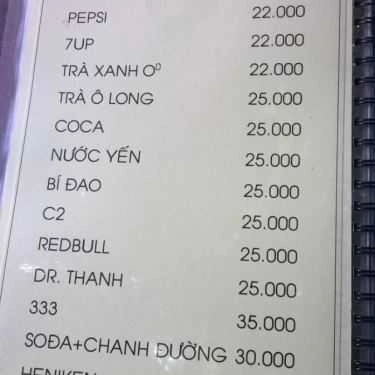 PEPSI 22.000
7UP 22.000
TRÀ XANH O⁰ 22.000
TRÀ Ô LONG 25.000
COCA 25.000
NƯỚC YẾN 25.000
BÍ ĐAO 25.000
C2 25.000
REDBULL 25.000
DR. THANH 25.000
333 35.000
SOĐA+CHANH ĐƯỜNG 30.000